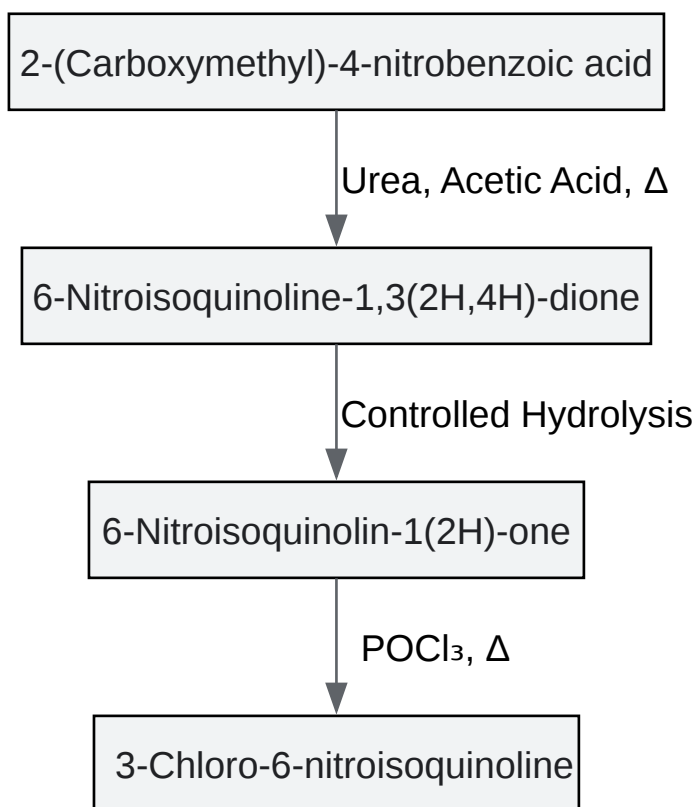 2-(Carboxymethyl)-4-nitrobenzoic acid
Urea, Acetic Acid, Δ
6-Nitroisoquinoline-1,3(2H,4H)-dione
Controlled Hydrolysis
6-Nitroisoquinolin-1(2H)-one
POCl₃, Δ
3-Chloro-6-nitroisoquinoline